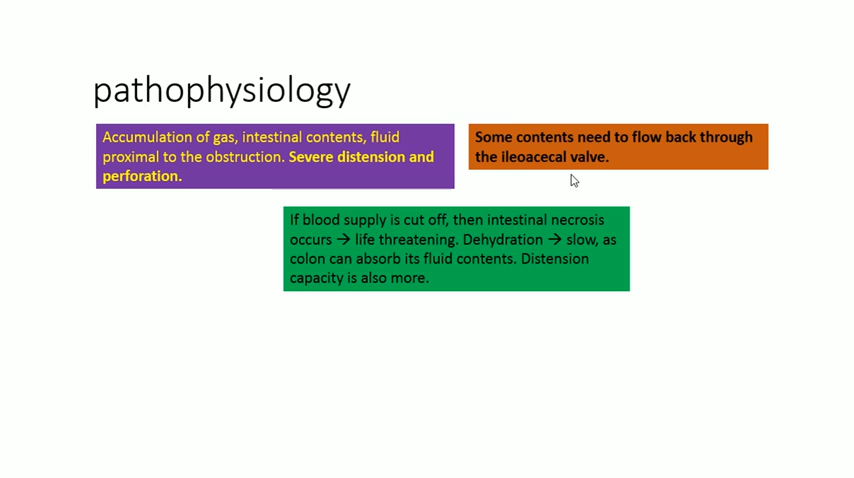 pathophysiology
Accumulation of gas, intestinal contents, fluid
proximal to the obstruction. Severe distension and
perforation.
Some contents need to flow back through
the ileoacecal valve.
If blood supply is cut off, then intestinal necrosis
occurs → life threatening. Dehydration → slow, as
colon can absorb its fluid contents. Distension
capacity is also more.